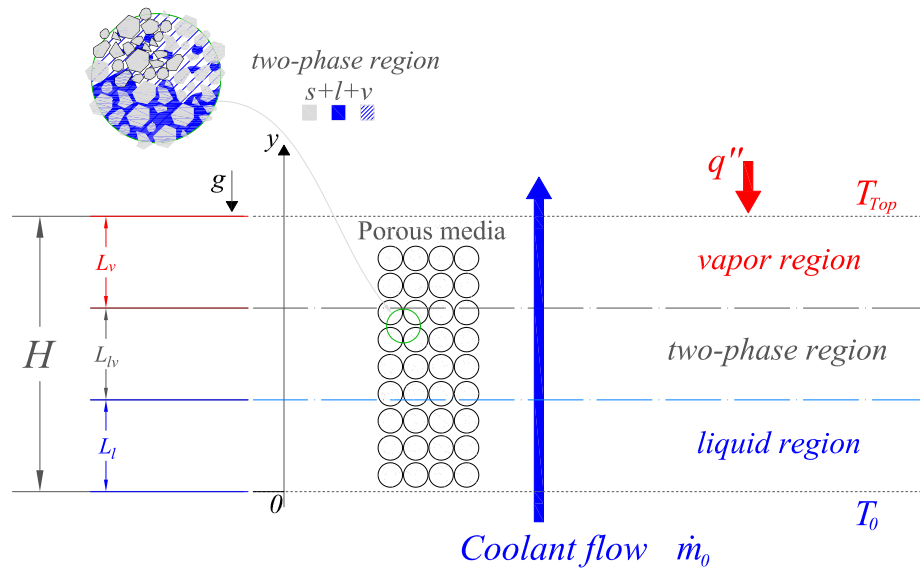 two-phase region
s+l+v
y
g
q''
T_Top
Porous media
L_v
vapor region
H
L_lv
two-phase region
L_l
liquid region
0
T_0
Coolant flow ṁ_0